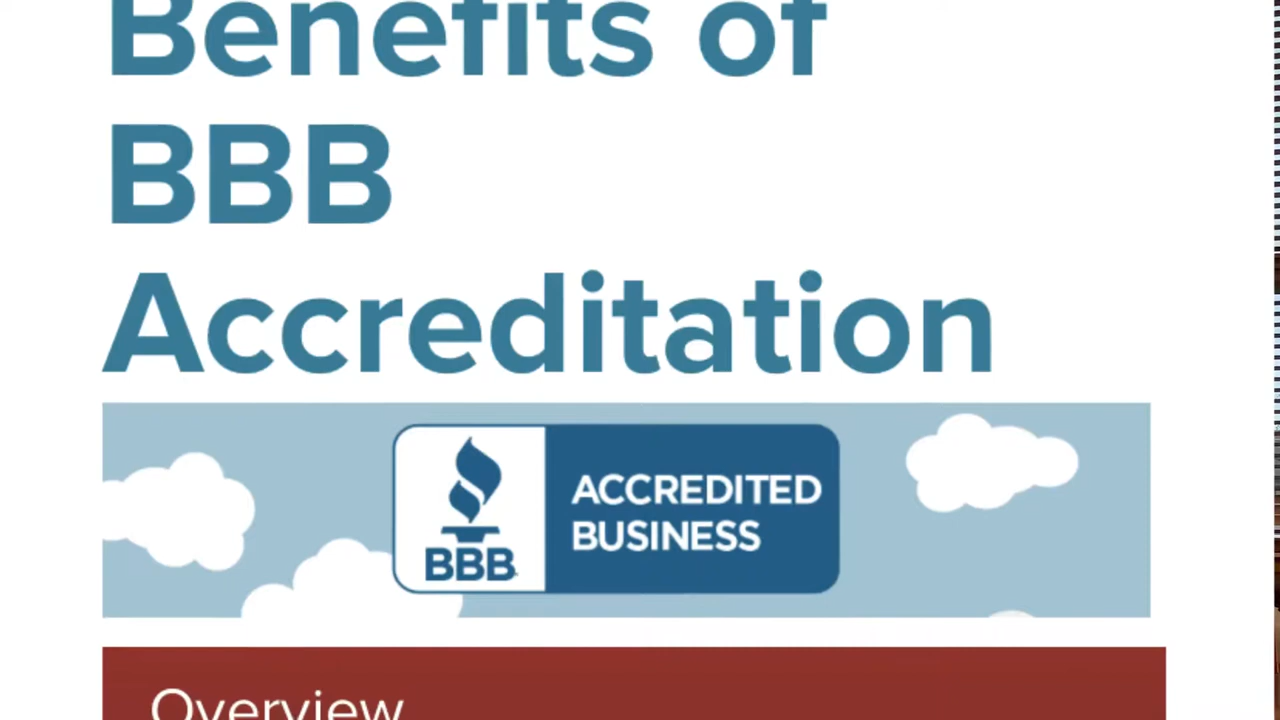 Benefits of
BBB
Accreditation
ACCREDITED
BUSINESS
BBB
Overview